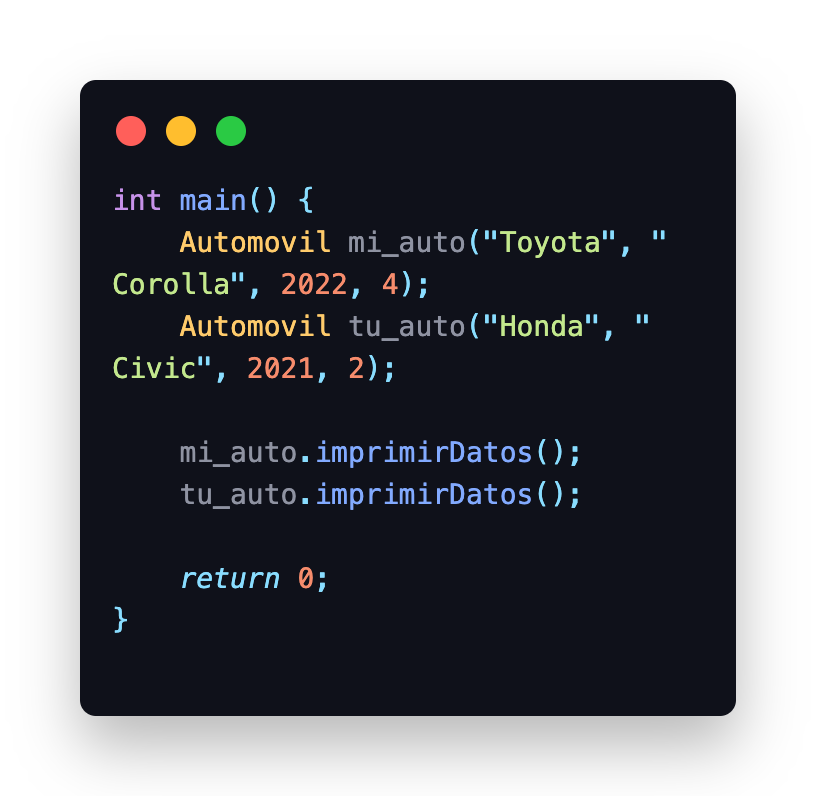 int main() {
    Automovil mi_auto("Toyota", "
Corolla", 2022, 4);
    Automovil tu_auto("Honda", "
Civic", 2021, 2);

    mi_auto.imprimirDatos();
    tu_auto.imprimirDatos();

    return 0;
}